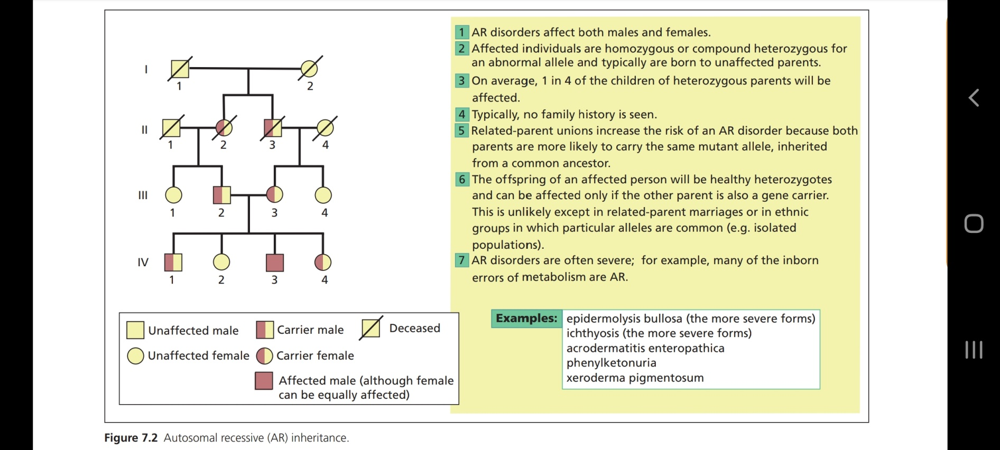 I
1
2
II
1
2
3
4
III
1
2
3
4
IV
1
2
3
4
Unaffected male
Carrier male
Deceased
Unaffected female
Carrier female
Affected male (although female
can be equally affected)
1 AR disorders affect both males and females.
2 Affected individuals are homozygous or compound heterozygous for
an abnormal allele and typically are born to unaffected parents.
3 On average, 1 in 4 of the children of heterozygous parents will be
affected.
4 Typically, no family history is seen.
5 Related-parent unions increase the risk of an AR disorder because both
parents are more likely to carry the same mutant allele, inherited
from a common ancestor.
6 The offspring of an affected person will be healthy heterozygotes
and can be affected only if the other parent is also a gene carrier.
This is unlikely except in related-parent marriages or in ethnic
groups in which particular alleles are common (e.g. isolated
populations).
7 AR disorders are often severe; for example, many of the inborn
errors of metabolism are AR.
Examples: epidermolysis bullosa (the more severe forms)
ichthyosis (the more severe forms)
acrodermatitis enteropathica
phenylketonuria
xeroderma pigmentosum
Figure 7.2 Autosomal recessive (AR) inheritance.